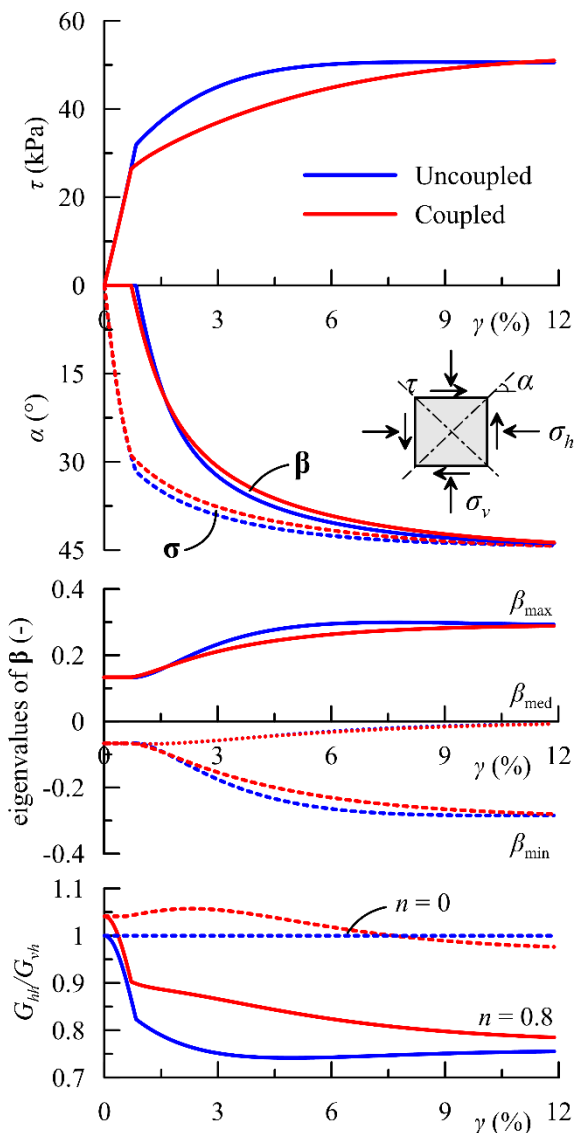 60
40
20
0
τ (kPa)
Uncoupled
Coupled
0 3 6 9 12
γ (%)
15
30
45
α (°)
β
σ
τ
α
σh
σv
0.4
0.2
0
-0.2
-0.4
eigenvalues of β (-)
βmax
βmed
0 3 6 9 12
γ (%)
βmin
1.1
1
0.9
0.8
0.7
Ghh/Gvh
n = 0
n = 0.8
0 3 6 9 12
γ (%)